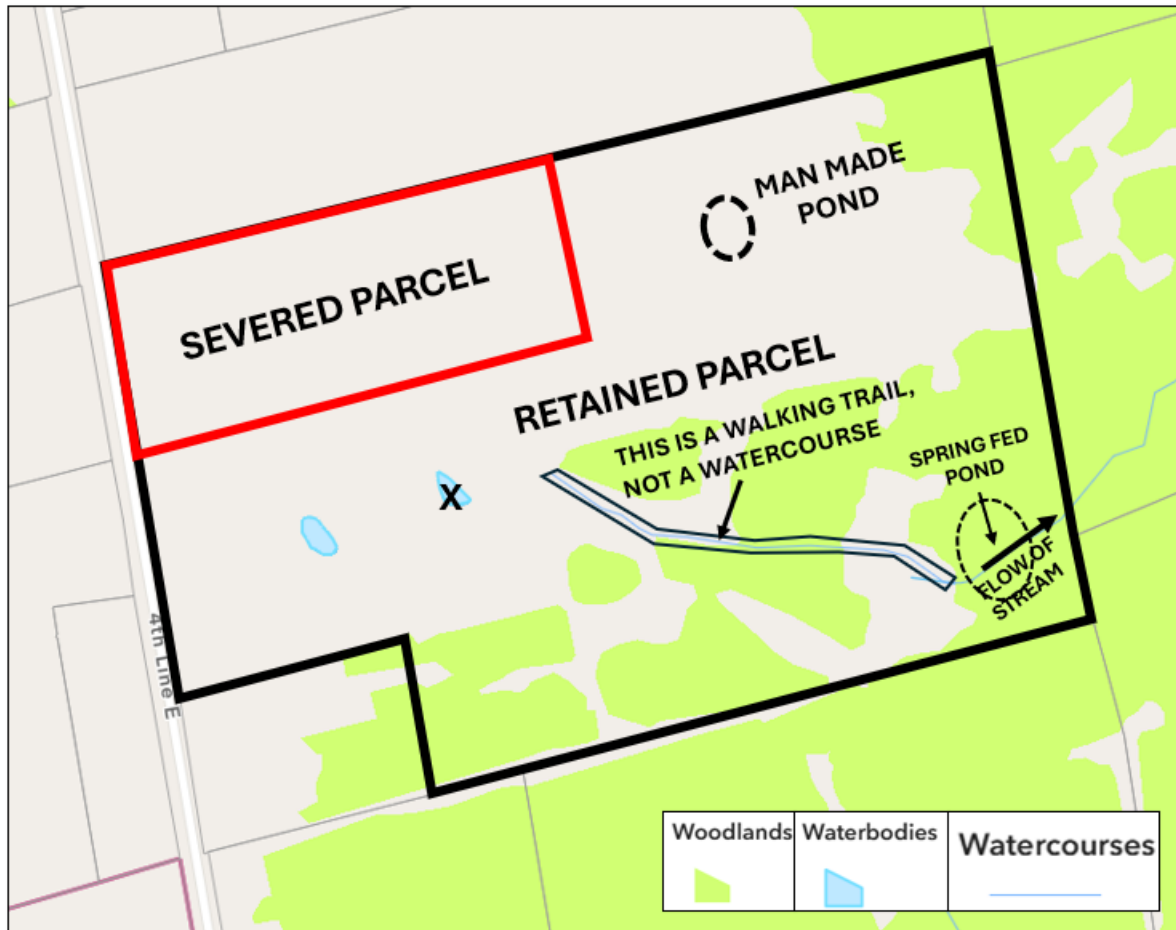 MAN MADE
POND
SEVERED PARCEL
RETAINED PARCEL
THIS IS A WALKING TRAIL,
NOT A WATERCOURSE
SPRING FED
POND
X
FLOW OF
STREAM
4th Line E
Woodlands
Waterbodies
Watercourses